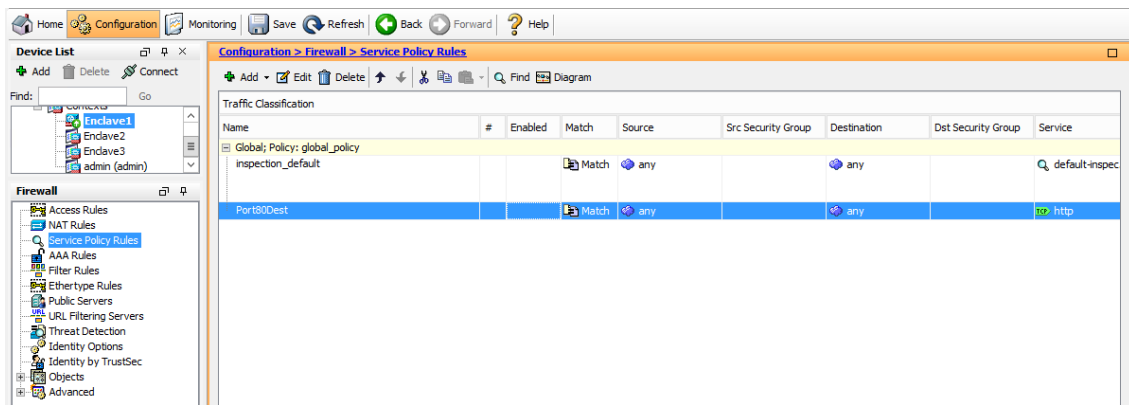 Home Configuration Monitoring Save Refresh Back Forward Help
Device List
Add Delete Connect
Find: Go
Contexts
Enclave1
Enclave2
Enclave3
admin (admin)
Firewall
Access Rules
NAT Rules
Service Policy Rules
AAA Rules
Filter Rules
Ethertype Rules
Public Servers
URL Filtering Servers
Threat Detection
Identity Options
Identity by TrustSec
Objects
Advanced
Configuration > Firewall > Service Policy Rules
Add Edit Delete Find Diagram
Traffic Classification
Name # Enabled Match Source Src Security Group Destination Dst Security Group Service
Global; Policy: global_policy
inspection_default Match any any default-inspec
Port80Dest Match any any TCP http